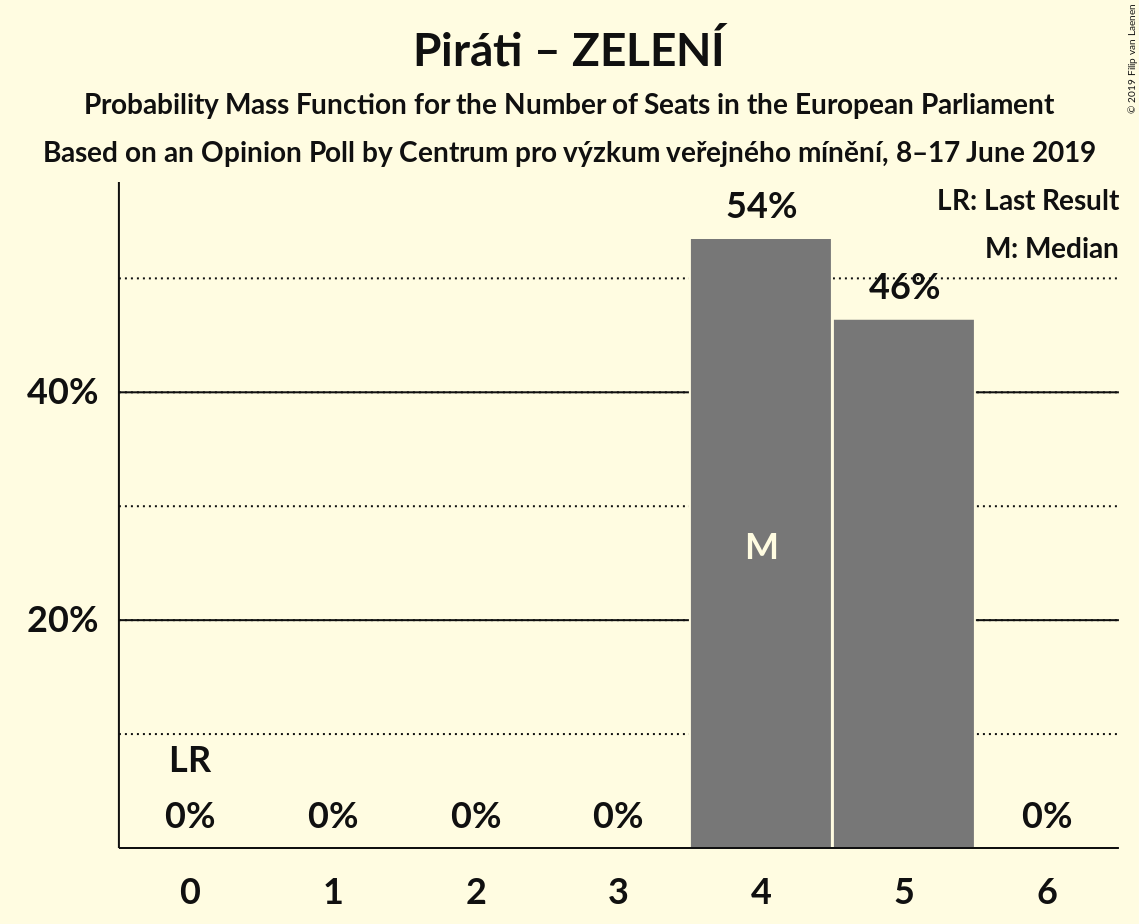 Piráti – ZELENÍ
Probability Mass Function for the Number of Seats in the European Parliament
Based on an Opinion Poll by Centrum pro výzkum veřejného mínění, 8–17 June 2019
© 2019 Filip van Laenen
LR: Last Result
M: Median
54%
46%
40%
M
20%
LR
0% 0% 0% 0% 0%
0 1 2 3 4 5 6